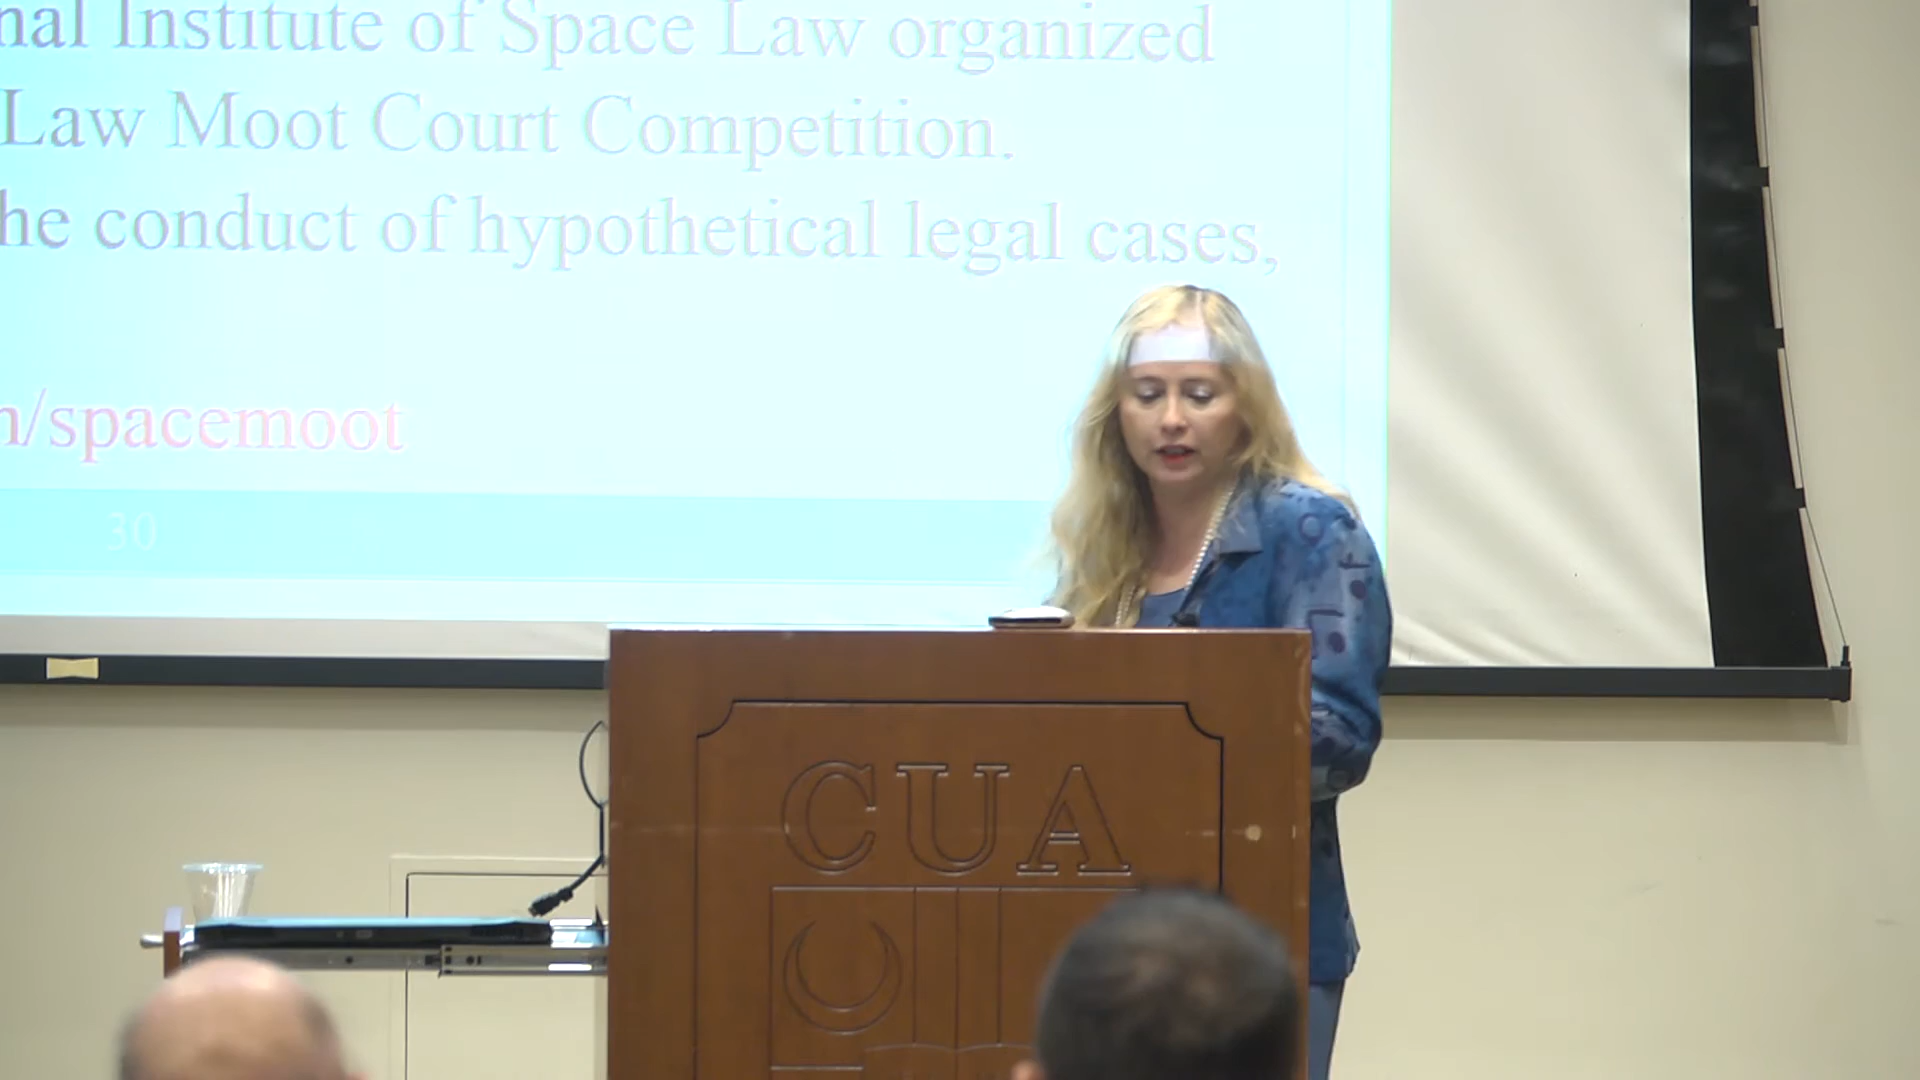 nal Institute of Space Law organized
Law Moot Court Competition.
he conduct of hypothetical legal cases,
/spacemoot
30
CUA